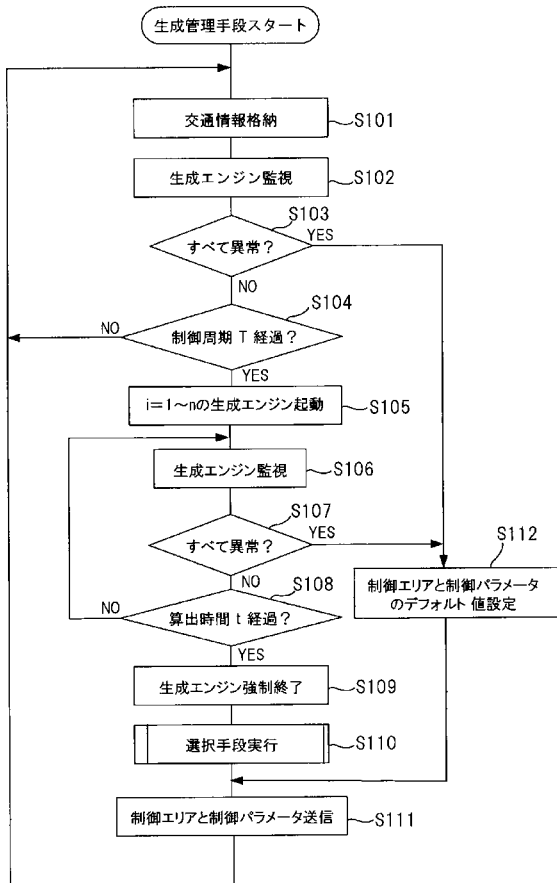 生成管理手段スタート
交通情報格納
S101
生成エンジン監視
S102
S103
すべて異常?
YES
NO
S104
NO
制御周期 T 経過?
YES
i=1~nの生成エンジン起動
S105
生成エンジン監視
S106
S107
すべて異常?
YES
NO
S108
NO
算出時間 t 経過?
YES
S112
制御エリアと制御パラメータ
のデフォルト値設定
生成エンジン強制終了
S109
選択手段実行
S110
制御エリアと制御パラメータ送信
S111